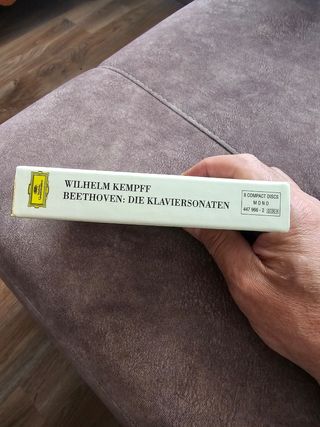 WILHELM KEMPFF
BEETHOVEN: DIE KLAVIERSONATEN
8 COMPACT DISCS
MONO
447 966-2